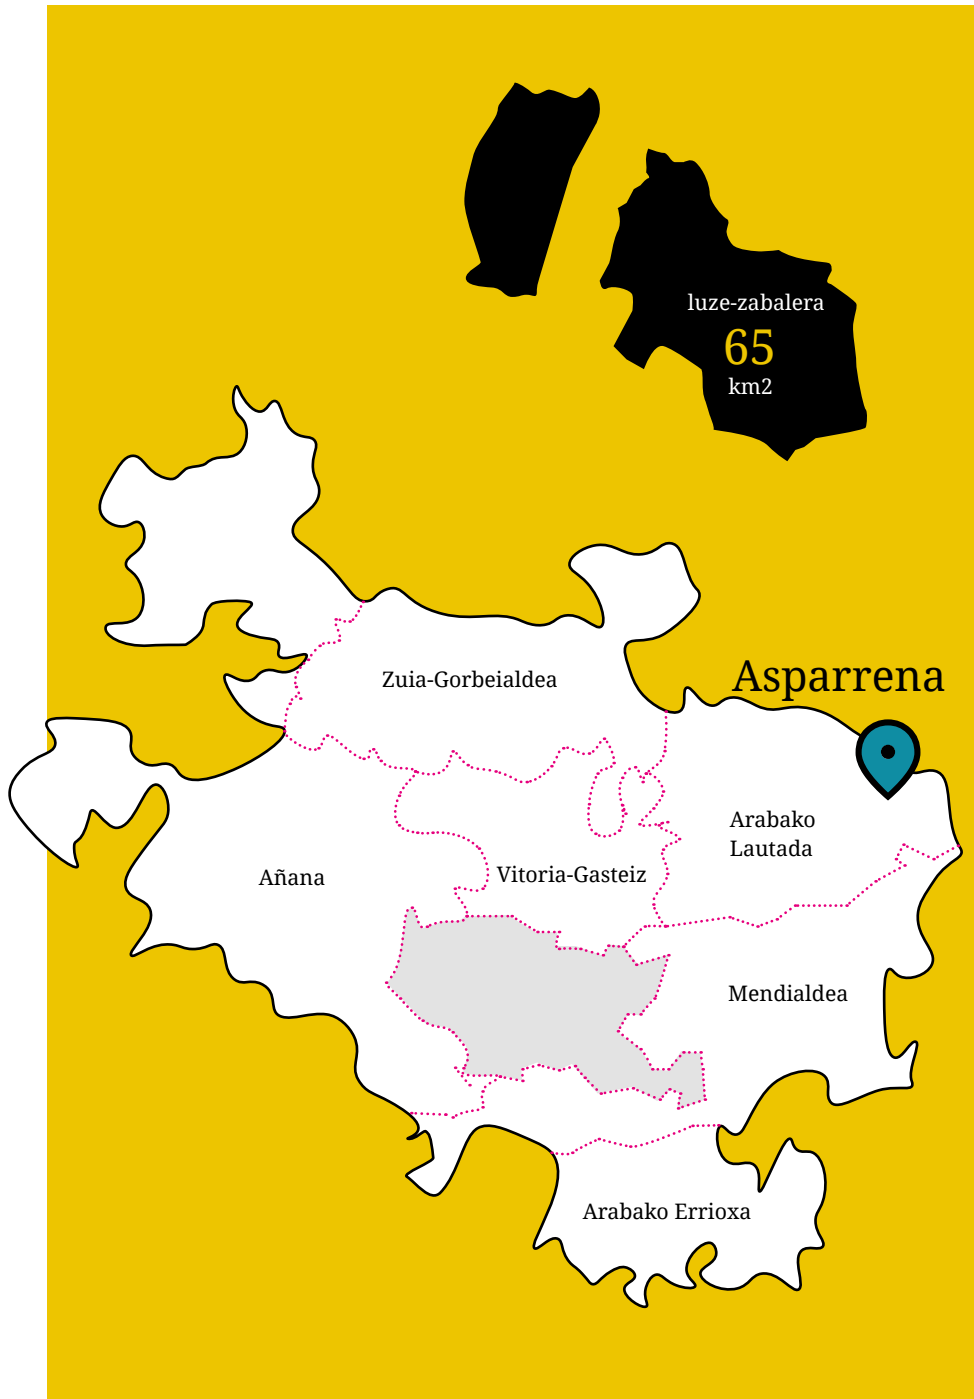 luze-zabalera
65
km2
Zuia-Gorbeialdea
Asparrena
Arabako
Lautada
Añana
Vitoria-Gasteiz
Mendialdea
Arabako Errioxa